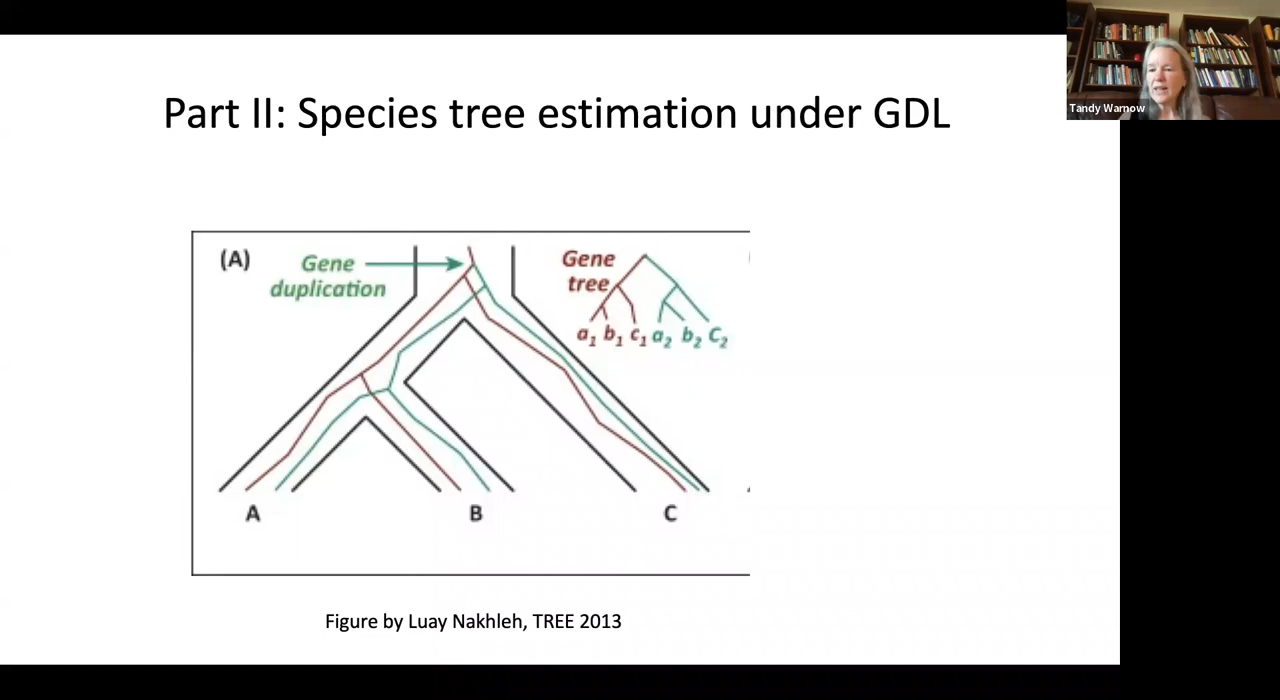 Tandy Warnow
Part II: Species tree estimation under GDL
(A)
Gene
duplication
Gene
tree
a1 b1 c1 a2 b2 C2
A B C
Figure by Luay Nakhleh, TREE 2013